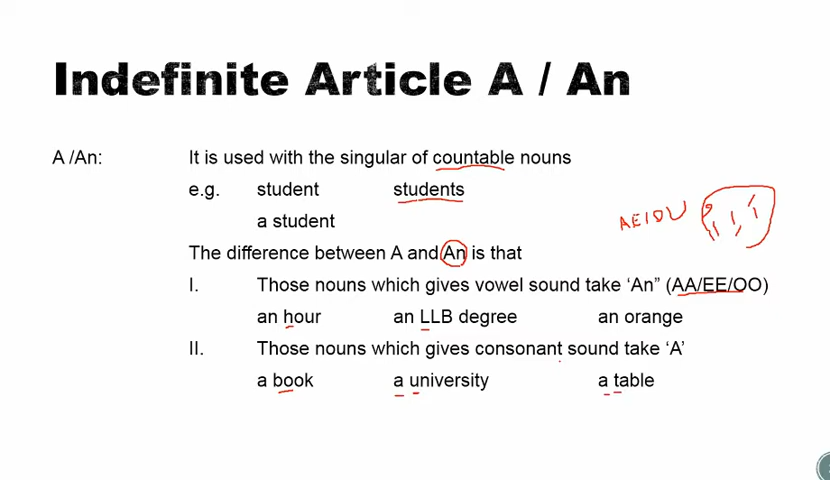 Indefinite Article A / An
A /An: It is used with the singular of countable nouns
e.g. student students
a student
AEIOU
The difference between A and An is that
I. Those nouns which gives vowel sound take ‘An” (AA/EE/OO)
an hour an LLB degree an orange
II. Those nouns which gives consonant sound take ‘A’
a book a university a table